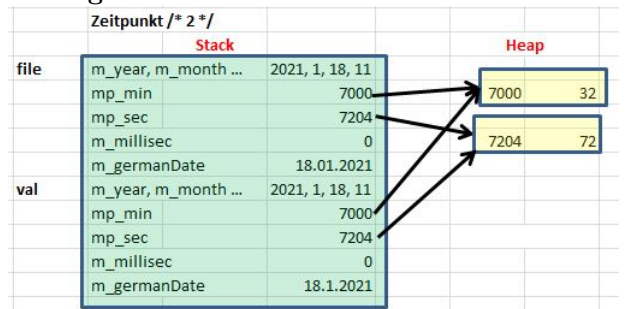 Zeitpunkt /* 2 */
Stack Heap
file m_year, m_month ... 2021, 1, 18, 11
mp_min 7000 7000 32
mp_sec 7204
m_millisec 0 7204 72
m_germanDate 18.01.2021
val m_year, m_month ... 2021, 1, 18, 11
mp_min 7000
mp_sec 7204
m_millisec 0
m_germanDate 18.1.2021